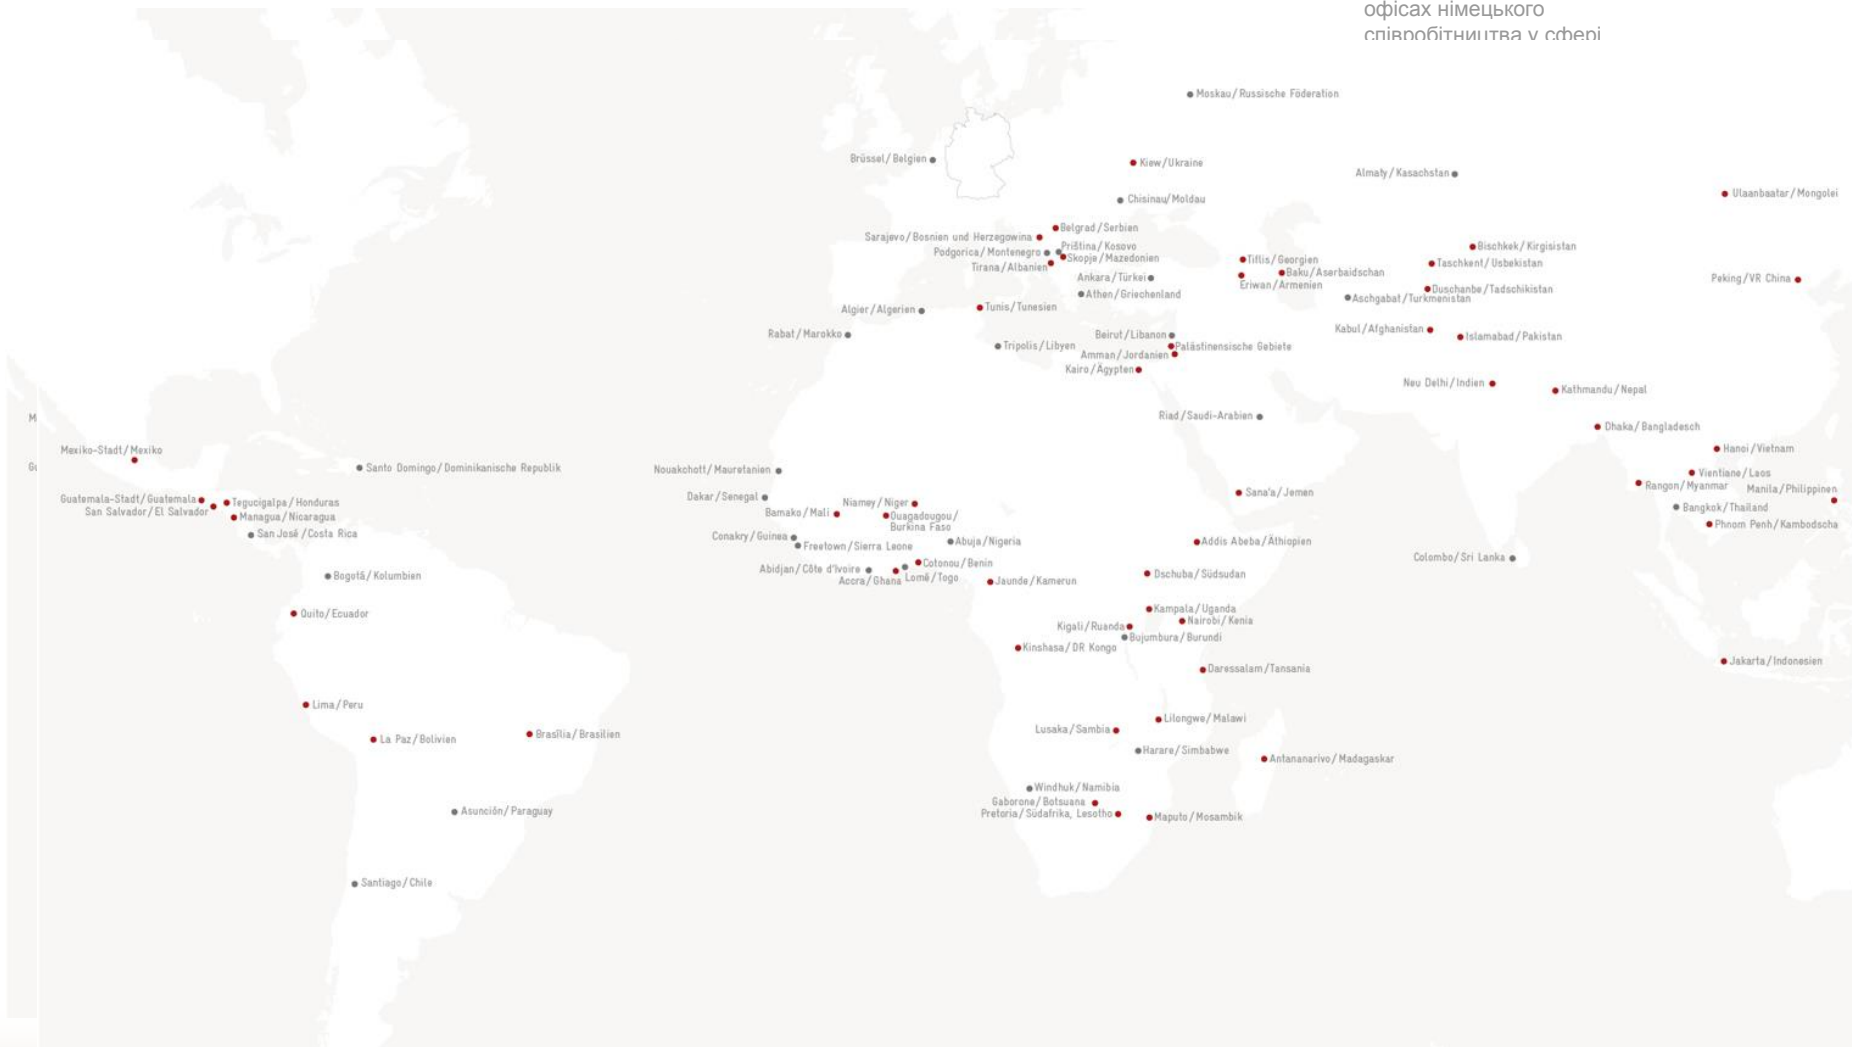 офісах німецького
співробітництва у сфері
Moskau/Russische Föderation
Brüssel/Belgien
Kiew/Ukraine
Almaty/Kasachstan
Ulaanbaatar/Mongolei
Chisinau/Moldau
Belgrad/Serbien
Sarajevo/Bosnien und Herzegowina
Priština/Kosovo
Podgorica/Montenegro
Skopje/Mazedonien
Tirana/Albanien
Bischkek/Kirgisistan
Tiflis/Georgien
Taschkent/Usbekistan
Baku/Aserbaidschan
Ankara/Türkei
Eriwan/Armenien
Peking/VR China
Duschanbe/Tadschikistan
Athen/Griechenland
Aschgabat/Turkmenistan
Tunis/Tunesien
Algier/Algerien
Kabul/Afghanistan
Rabat/Marokko
Beirut/Libanon
Islamabad/Pakistan
Tripolis/Libyen
Palästinensische Gebiete
Amman/Jordanien
Kairo/Ägypten
Neu Delhi/Indien
Kathmandu/Nepal
Riad/Saudi-Arabien
M
Dhaka/Bangladesch
Hanoi/Vietnam
Mexiko-Stadt/Mexiko
Santo Domingo/Dominikanische Republik
Nouakchott/Mauretanien
Vientiane/Laos
Rangon/Myanmar
Manila/Philippinen
Sana'a/Jemen
Dakar/Senegal
Guatemala-Stadt/Guatemala
Tegucigalpa/Honduras
Niamey/Niger
San Salvador/El Salvador
Bangkok/Thailand
Bamako/Mali
Ouagadougou/
Burkina Faso
Managua/Nicaragua
Phnom Penh/Kambodscha
San José/Costa Rica
Conakry/Guinea
Freetown/Sierra Leone
Abuja/Nigeria
Addis Abeba/Äthiopien
Colombo/Sri Lanka
Cotonou/Benin
Abidjan/Côte d'Ivoire
Lomé/Togo
Accra/Ghana
Jaunde/Kamerun
Dschuba/Südsudan
Bogotá/Kolumbien
Quito/Ecuador
Kampala/Uganda
Nairobi/Kenia
Kigali/Ruanda
Bujumbura/Burundi
Kinshasa/DR Kongo
Jakarta/Indonesien
Daressalam/Tansania
Lima/Peru
Lilongwe/Malawi
Lusaka/Sambia
La Paz/Bolivien
Brasília/Brasilien
Harare/Simbabwe
Antananarivo/Madagaskar
Windhuk/Namibia
Gaborone/Botsuana
Pretoria/Südafrika, Lesotho
Maputo/Mosambik
Asunción/Paraguay
Santiago/Chile